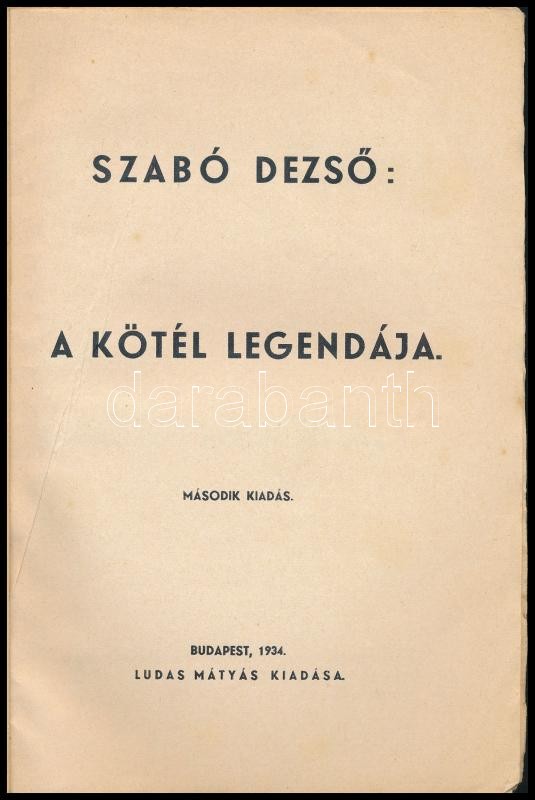 SZABÓ DEZSŐ:
A KÖTÉL LEGENDÁJA.
darabanth
MÁSODIK KIADÁS.
BUDAPEST, 1934.
LUDAS MÁTYÁS KIADÁSA.